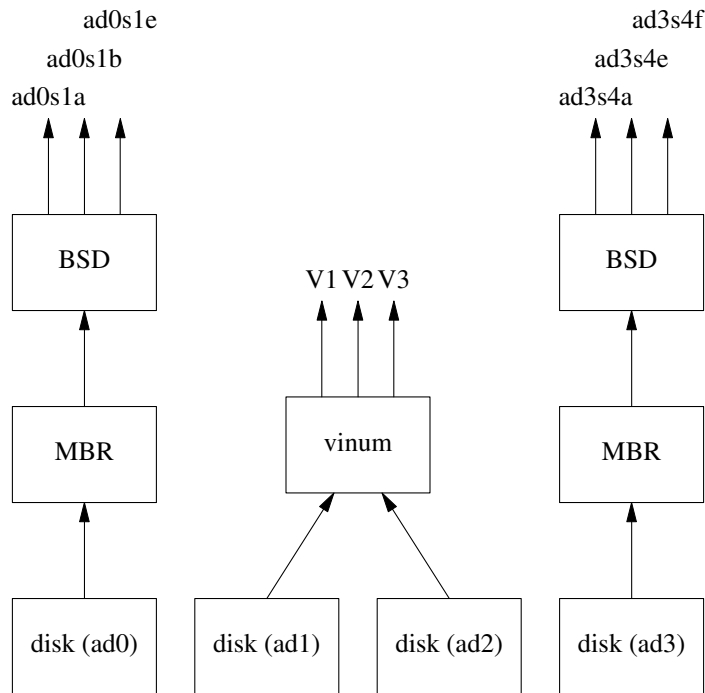 ad0s1e
ad3s4f
ad0s1b
ad3s4e
ad0s1a
ad3s4a
BSD
BSD
V1 V2 V3
MBR
vinum
MBR
disk (ad0)
disk (ad1)
disk (ad2)
disk (ad3)